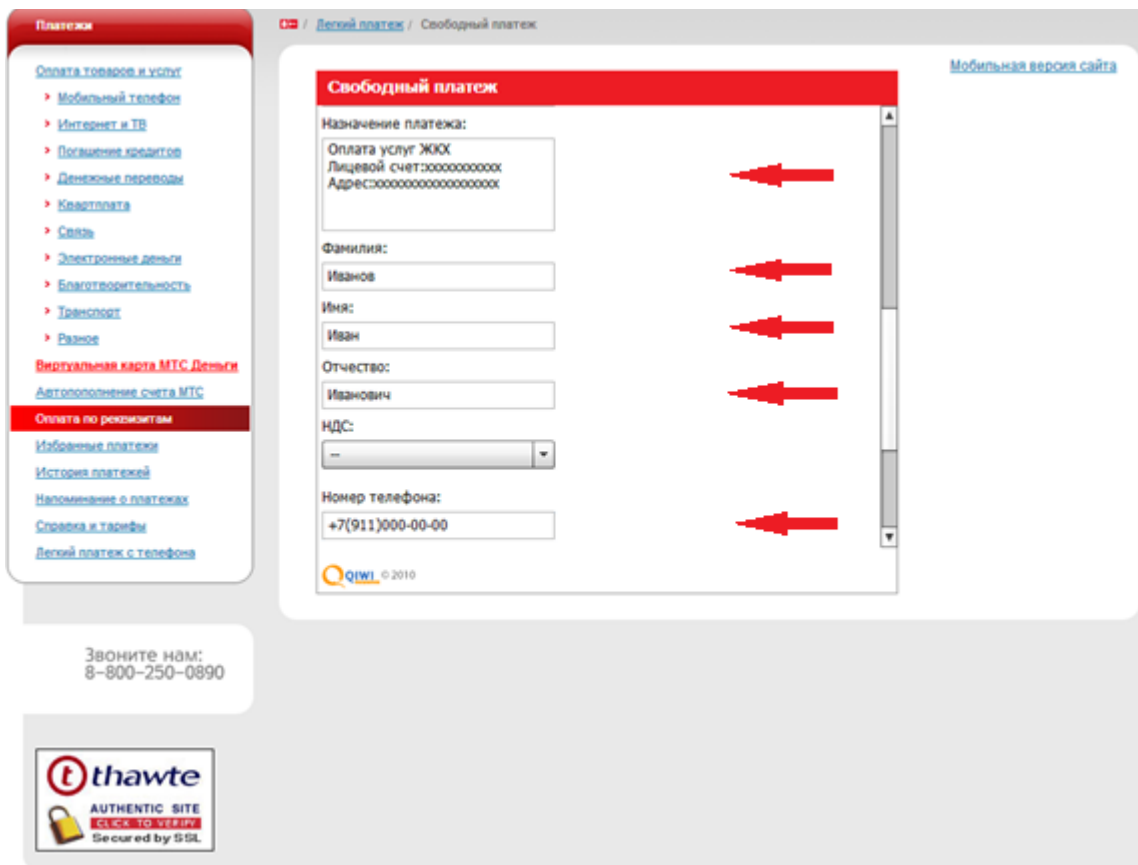 Платежи
Оплата товаров и услуг
Мобильный телефон
Интернет и ТВ
Погашение кредитов
Денежные переводы
Квартплата
Связь
Электронные деньги
Благотворительность
Транспорт
Разное
Виртуальная карта МТС Деньги
Автопополнение счета МТС
Оплата по реквизитам
Избранные платежи
История платежей
Напоминание о платежах
Справка и тарифы
Легкий платеж с телефона
Звоните нам:
8-800-250-0890
thawte
AUTHENTIC SITE
CLICK TO VERIFY
Secured by SSL
/ Легкий платеж / Свободный платеж
Мобильная версия сайта
Свободный платеж
Назначение платежа:
Оплата услуг ЖКХ
Лицевой счет:xxxxxxxxxxx
Адрес:xxxxxxxxxxxxxxxxxx
Фамилия:
Иванов
Имя:
Иван
Отчество:
Иванович
НДС:
--
Номер телефона:
+7(911)000-00-00
QIWI © 2010